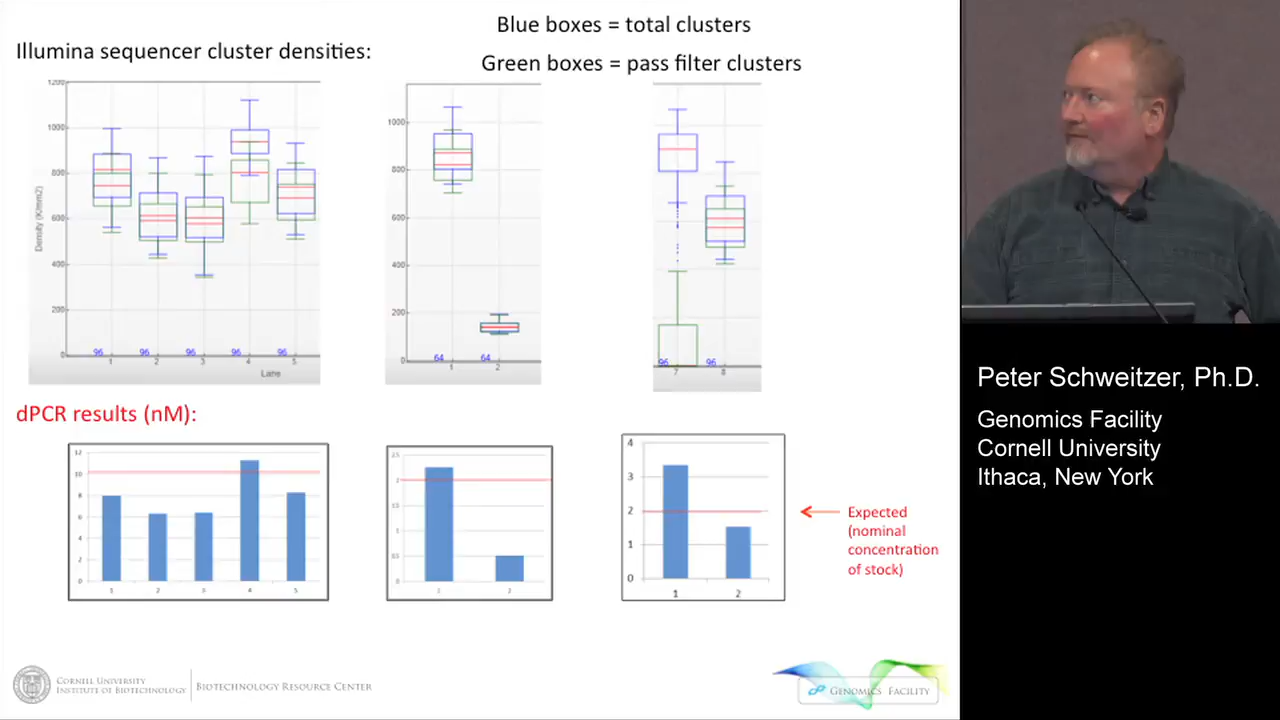 Blue boxes = total clusters
Illumina sequencer cluster densities:
Green boxes = pass filter clusters
1200
1000
800
600
400
200
0
Density (K/mm2)
96 96 96 96 96
1 2 3 4 5
Lane
1000
800
600
400
200
0
64 64
1 2
96 96
7 8
dPCR results (nM):
12
10
8
6
4
2
0
1 2 3 4 5
2.5
2
1.5
1
0.5
0
1 2
4
3
2
1
0
1 2
Expected
(nominal
concentration
of stock)
CORNELL UNIVERSITY
INSTITUTE OF BIOTECHNOLOGY
BIOTECHNOLOGY RESOURCE CENTER
GENOMICS FACILITY
Peter Schweitzer, Ph.D.
Genomics Facility
Cornell University
Ithaca, New York